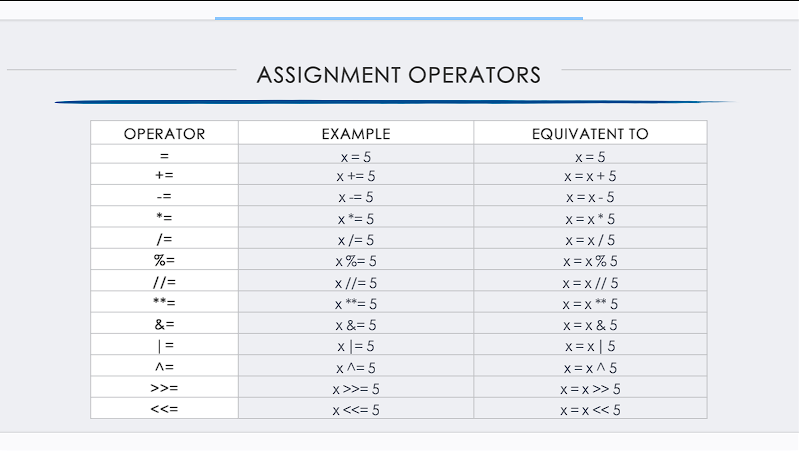 ASSIGNMENT OPERATORS
OPERATOR EXAMPLE EQUIVATENT TO
= x = 5 x = 5
+= x += 5 x = x + 5
-= x -= 5 x = x - 5
*= x *= 5 x = x * 5
/= x /= 5 x = x / 5
%= x %= 5 x = x % 5
//= x //= 5 x = x // 5
**= x **= 5 x = x ** 5
&= x &= 5 x = x & 5
|= x |= 5 x = x | 5
^= x ^= 5 x = x ^ 5
>>= x >>= 5 x = x >> 5
<<= x <<= 5 x = x << 5